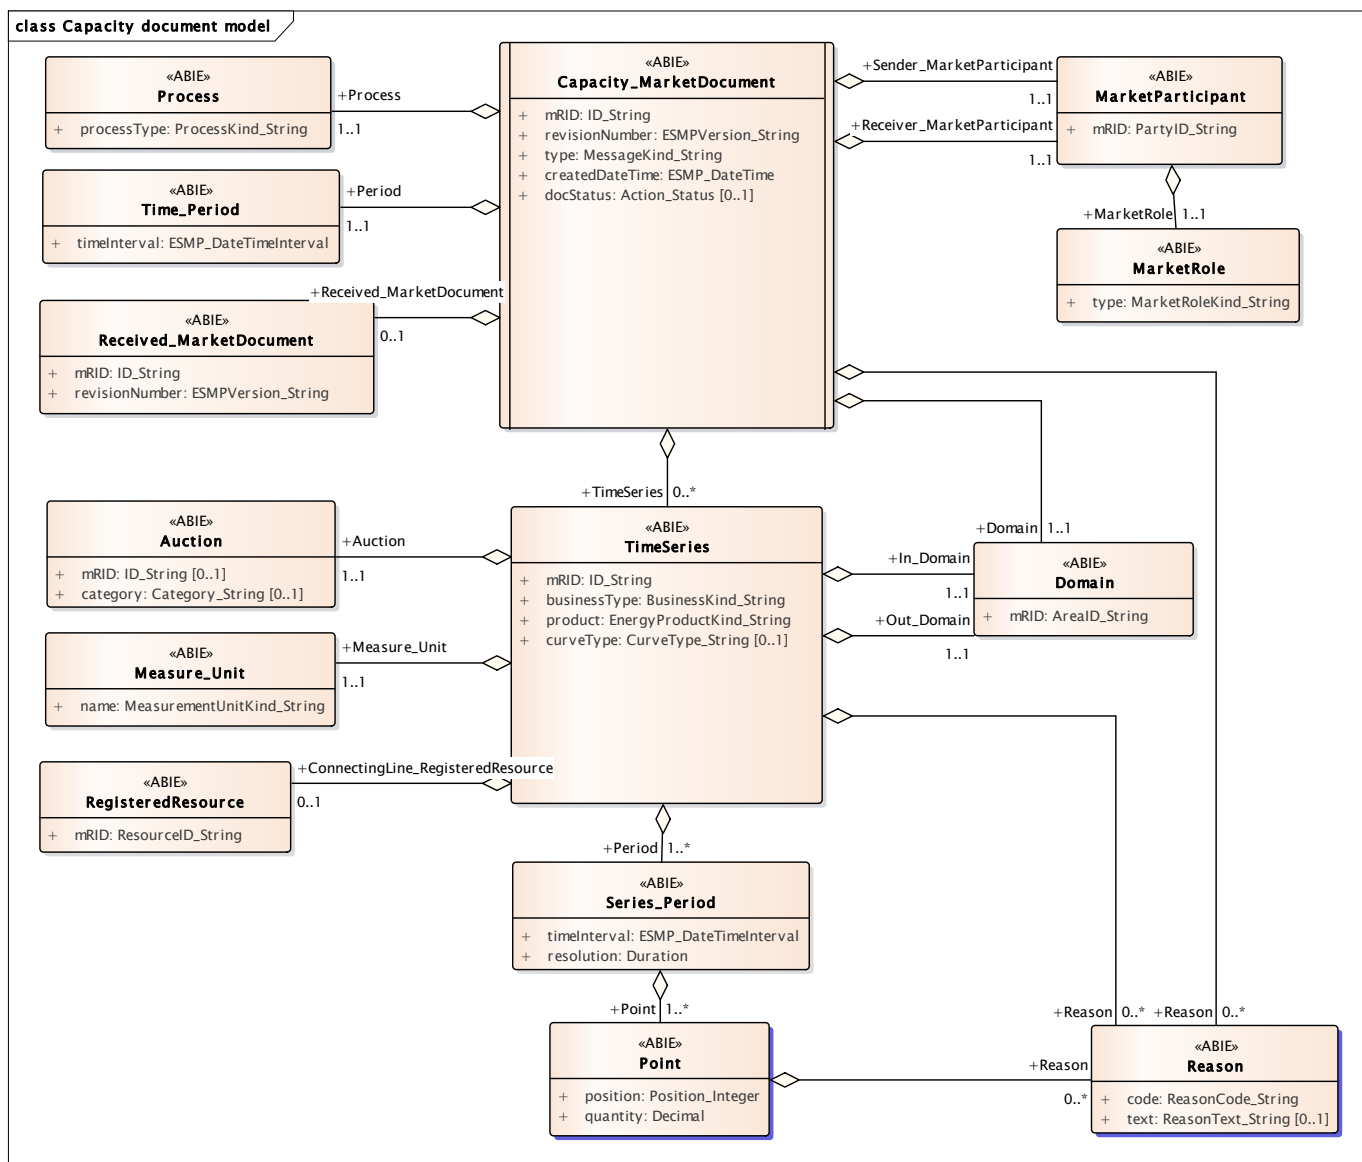 class Capacity document model
«ABIE»
Process
+ processType: ProcessKind_String
+Process
1..1
«ABIE»
Time_Period
+ timeInterval: ESMP_DateTimeInterval
+Period
1..1
+Received_MarketDocument
0..1
«ABIE»
Received_MarketDocument
+ mRID: ID_String
+ revisionNumber: ESMPVersion_String
«ABIE»
Capacity_MarketDocument
+ mRID: ID_String
+ revisionNumber: ESMPVersion_String
+ type: MessageKind_String
+ createdDateTime: ESMP_DateTime
+ docStatus: Action_Status [0..1]
+Sender_MarketParticipant
1..1
+Receiver_MarketParticipant
1..1
«ABIE»
MarketParticipant
+ mRID: PartyID_String
+MarketRole 1..1
«ABIE»
MarketRole
+ type: MarketRoleKind_String
+TimeSeries 0..*
«ABIE»
Auction
+ mRID: ID_String [0..1]
+ category: Category_String [0..1]
+Auction
1..1
«ABIE»
Measure_Unit
+ name: MeasurementUnitKind_String
+Measure_Unit
1..1
«ABIE»
RegisteredResource
+ mRID: ResourceID_String
+ConnectingLine_RegisteredResource
0..1
«ABIE»
TimeSeries
+ mRID: ID_String
+ businessType: BusinessKind_String
+ product: EnergyProductKind_String
+ curveType: CurveType_String [0..1]
+Domain 1..1
+In_Domain
1..1
+Out_Domain
1..1
«ABIE»
Domain
+ mRID: AreaID_String
+Period 1..*
«ABIE»
Series_Period
+ timeInterval: ESMP_DateTimeInterval
+ resolution: Duration
+Point 1..*
«ABIE»
Point
+ position: Position_Integer
+ quantity: Decimal
+Reason 0..*
+Reason 0..*
+Reason
0..*
«ABIE»
Reason
+ code: ReasonCode_String
+ text: ReasonText_String [0..1]